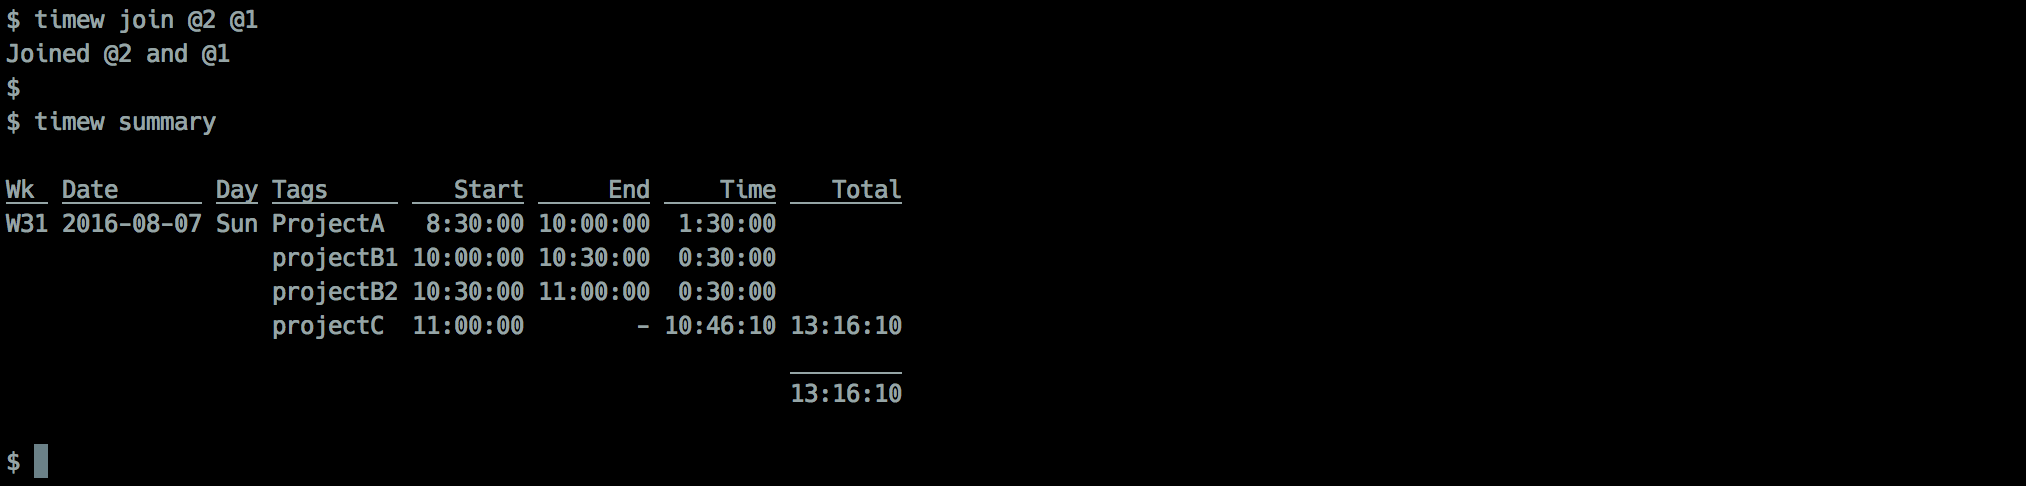 $ timew join @2 @1
Joined @2 and @1
$
$ timew summary
Wk Date Day Tags Start End Time Total
W31 2016-08-07 Sun ProjectA 8:30:00 10:00:00 1:30:00
projectB1 10:00:00 10:30:00 0:30:00
projectB2 10:30:00 11:00:00 0:30:00
projectC 11:00:00 - 10:46:10 13:16:10
13:16:10
$